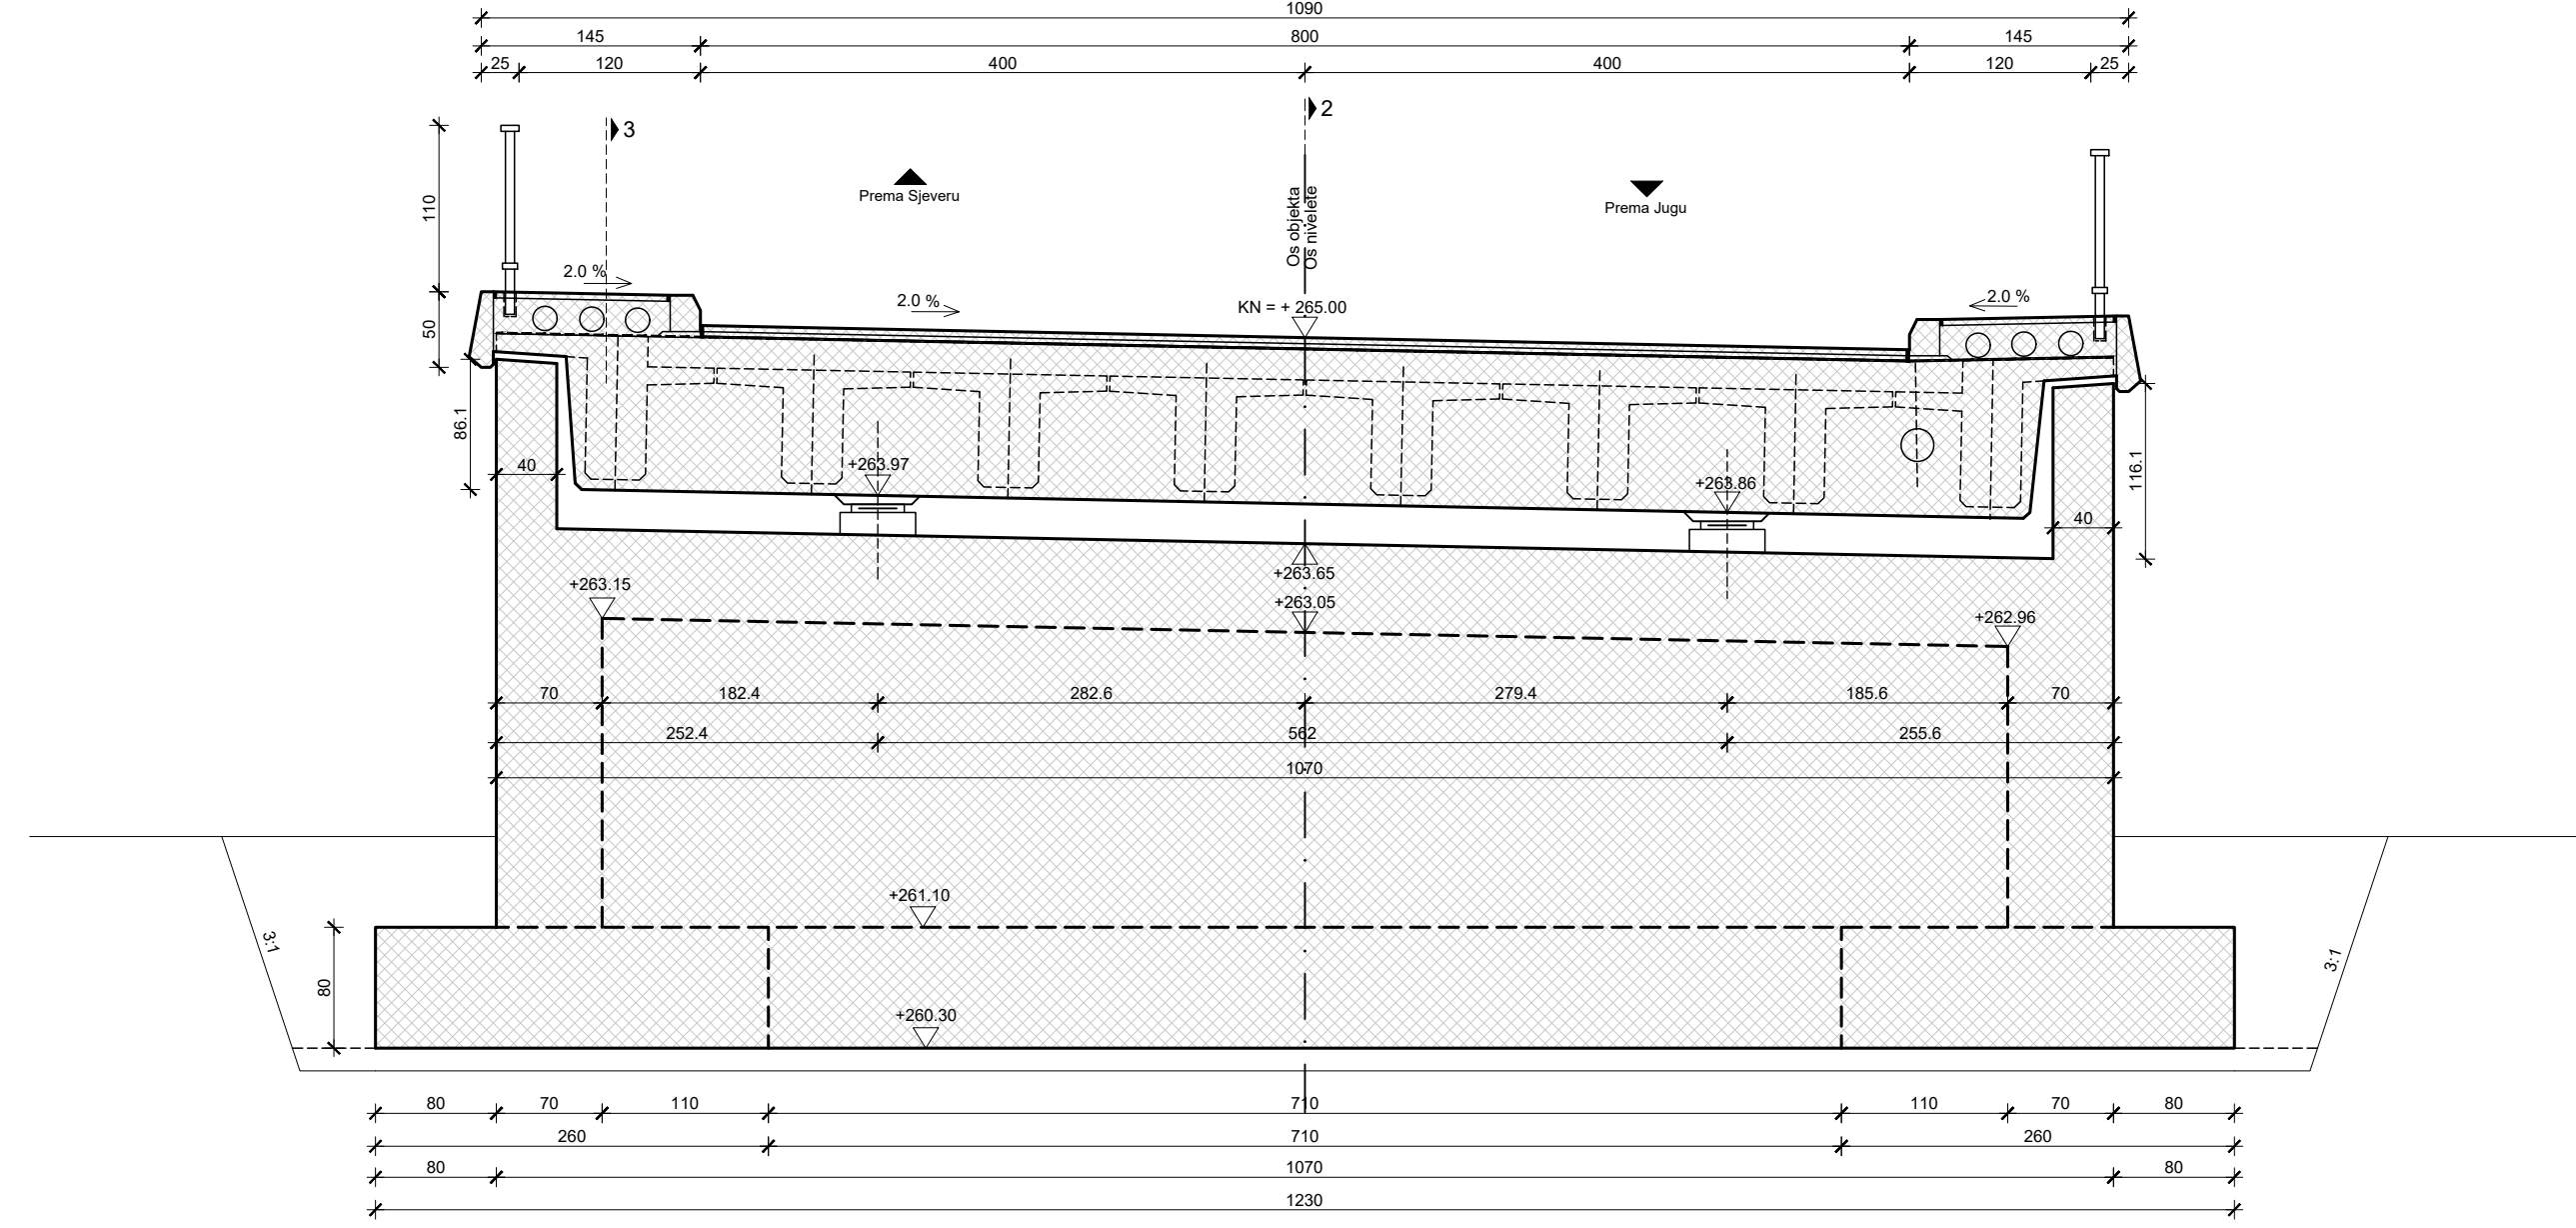 1090
145 800 145
25 120 400 400 120 25
2
3
110
Prema Sjeveru
Prema Jugu
Os objekta
Os nivelete
2.0 %
2.0 %
KN = + 265.00
2.0 %
50
86.1
40
+263.97
+263.86
116.1
40
+263.15
+263.65
+263.05
+262.96
70 182.4 282.6 279.4 185.6 70
252.4 562 255.6
1070
+261.10
3:1
3:1
80
+260.30
80 70 110 710 110 70 80
260 710 260
80 1070 80
1230